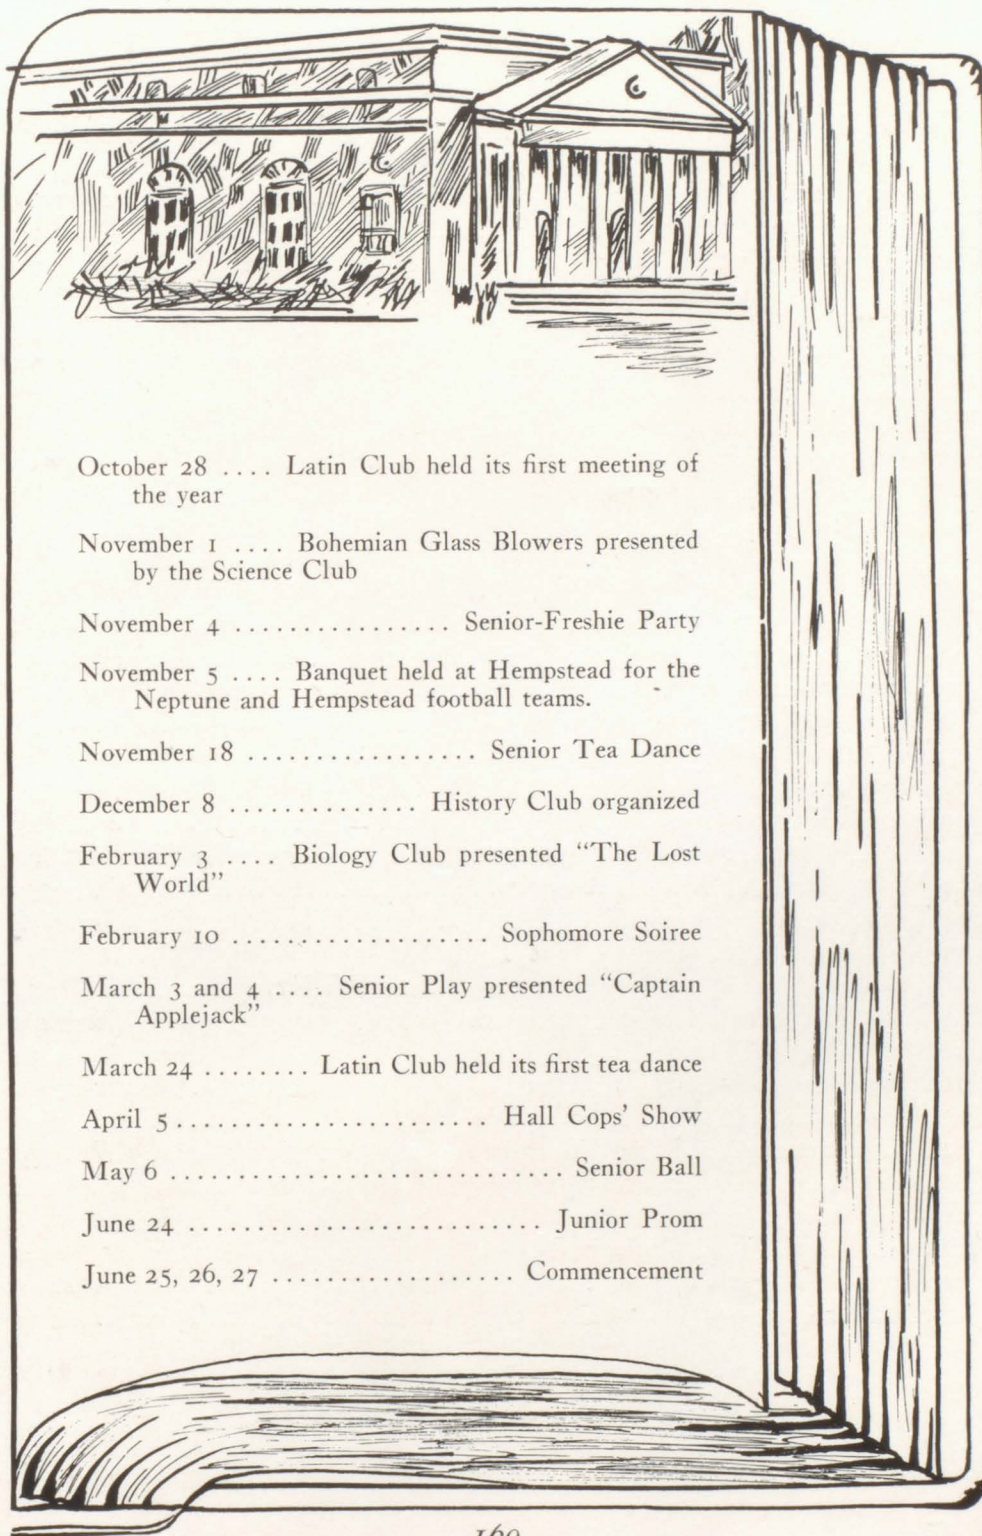 October 28 .... Latin Club held its first meeting of
the year
November 1 .... Bohemian Glass Blowers presented
by the Science Club
November 4 ................ Senior-Freshie Party
November 5 .... Banquet held at Hempstead for the
Neptune and Hempstead football teams.
November 18 ................. Senior Tea Dance
December 8 .............. History Club organized
February 3 .... Biology Club presented “The Lost
World”
February 10 ................... Sophomore Soiree
March 3 and 4 .... Senior Play presented “Captain
Applejack”
March 24 ........ Latin Club held its first tea dance
April 5 ....................... Hall Cops’ Show
May 6 ............................. Senior Ball
June 24 .......................... Junior Prom
June 25, 26, 27 .................. Commencement